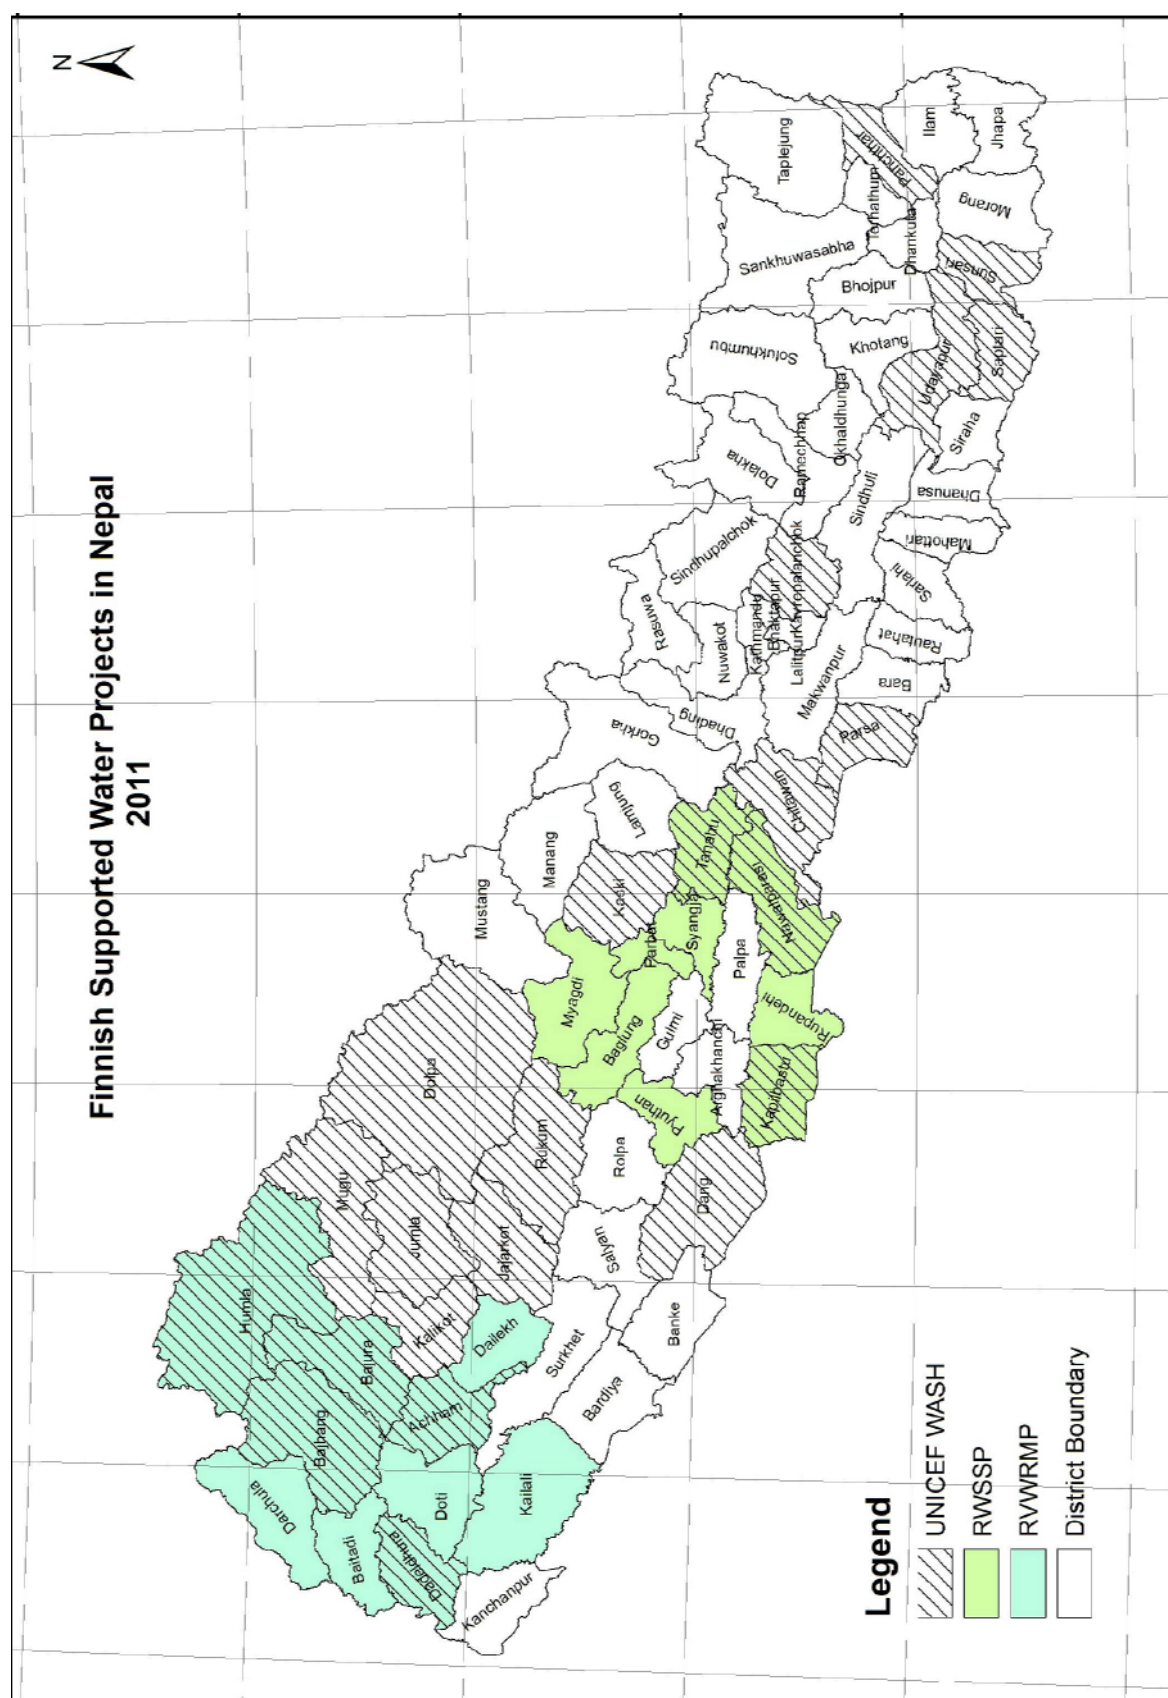 Finnish Supported Water Projects in Nepal
2011
N
Humla
Darchula
Bajhang
Bajura
Mugu
Baitadi
Dadeldhura
Doti
Achham
Kalikot
Jumla
Dolpa
Mustang
Kanchanpur
Kailali
Dailekh
Jajarkot
Rukum
Myagdi
Manang
Surkhet
Salyan
Rolpa
Baglung
Parbat
Kaski
Lamjung
Gorkha
Bardiya
Banke
Dang
Pyuthan
Gulmi
Syangja
Tanahu
Dhading
Rasuwa
Arghakhanchi
Palpa
Nuwakot
Sindhupalchok
Dolakha
Kapilbastu
Rupandehi
Nawalparasi
Chitawan
Kathmandu
Bhaktapur
Lalitpur
Kavropalanchok
Ramechhap
Solukhumbu
Sankhuwasabha
Taplejung
Makwanpur
Sindhuli
Okhaldhunga
Khotang
Bhojpur
Terhathum
Panchthar
Parsa
Bara
Rautahat
Sarlahi
Mahottari
Dhanusa
Siraha
Udayapur
Saptari
Dhankuta
Sunsari
Morang
Ilam
Jhapa
Legend
UNICEF WASH
RWSSP
RVWRMP
District Boundary